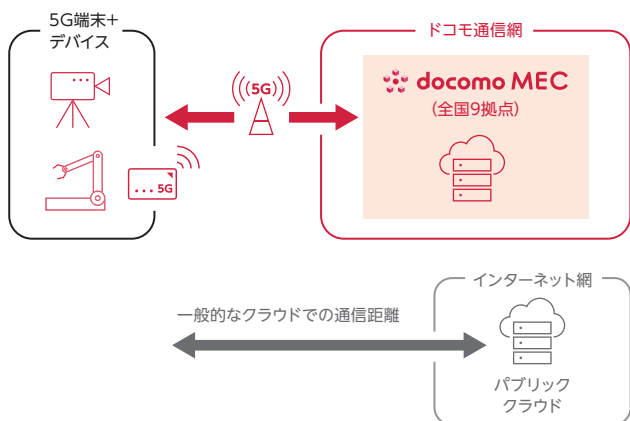 5G端末+
デバイス
ドコモ通信網
((5G))
docomo MEC
(全国9拠点)
... 5G
インターネット網
一般的なクラウドでの通信距離
パブリック
クラウド